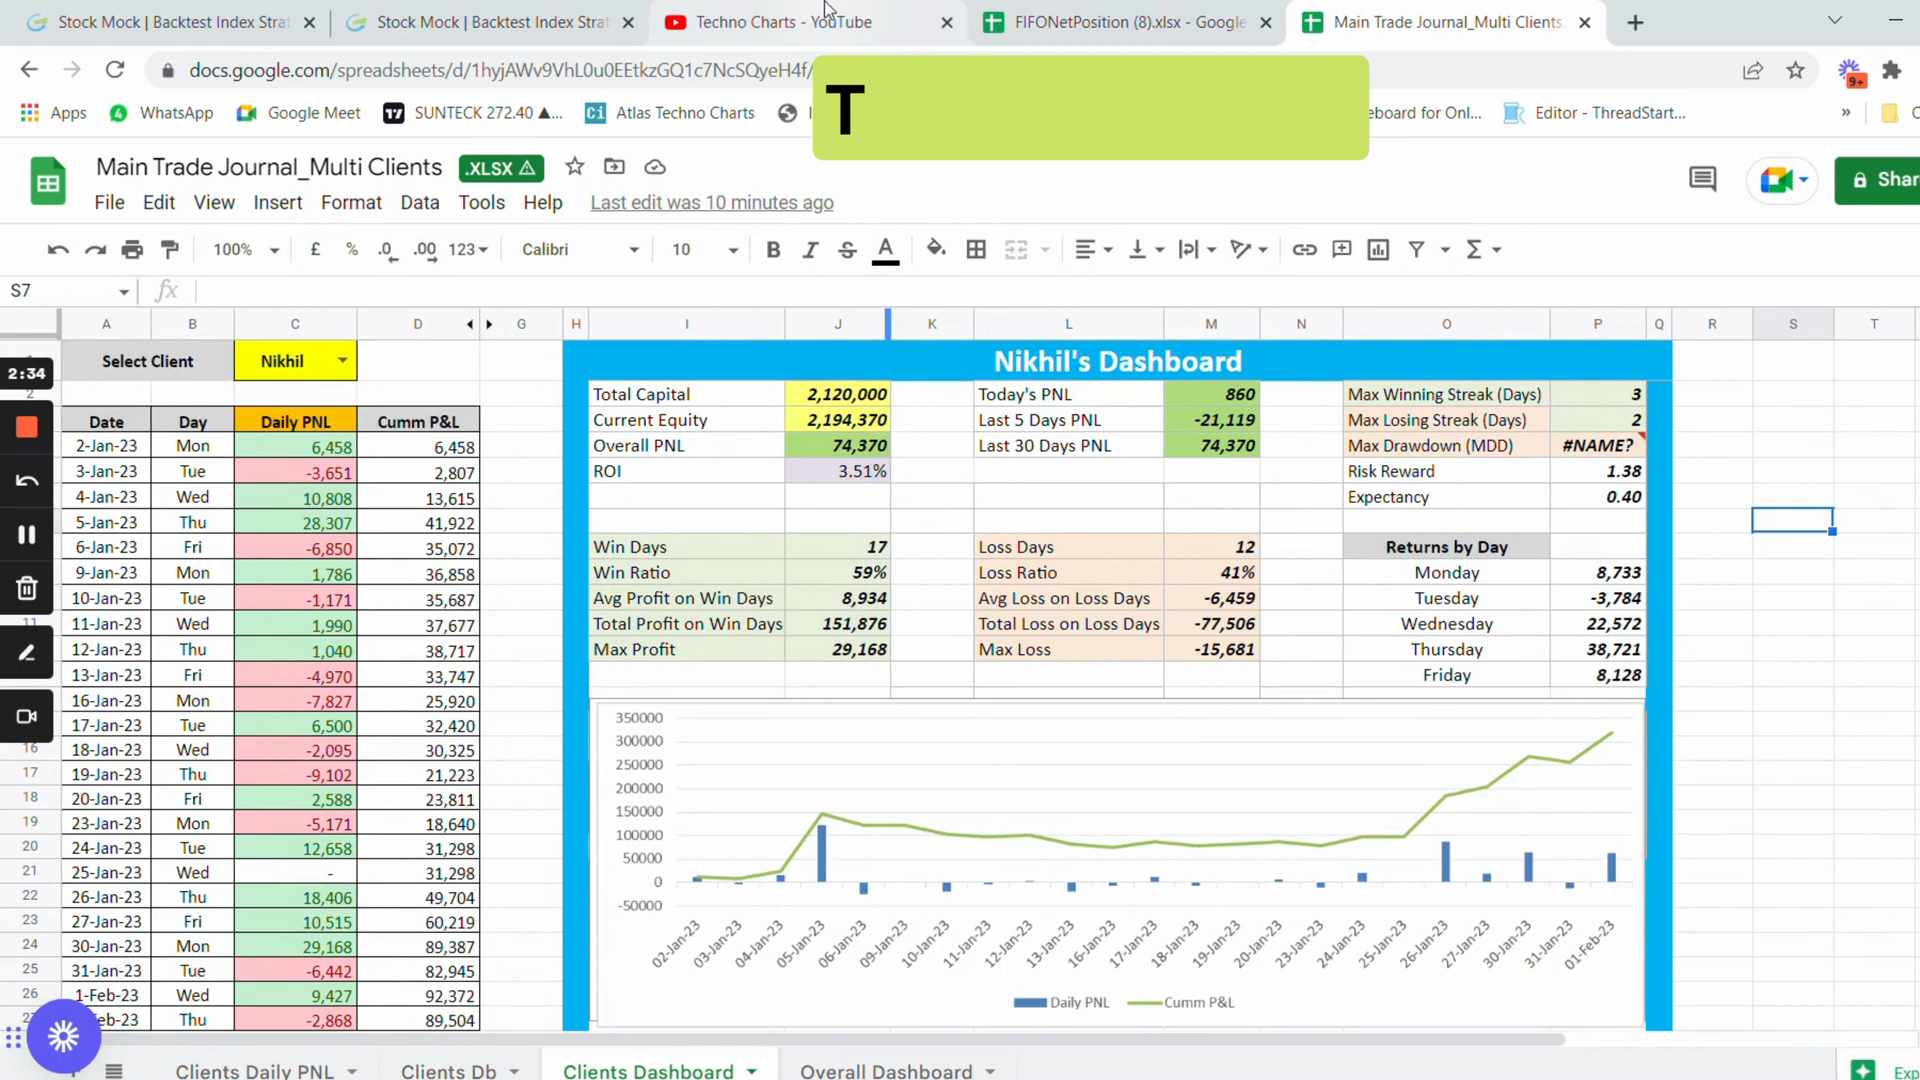 Stock Mock | Backtest Index Strat
Stock Mock | Backtest Index Strat
Techno Charts - YouTube
FIFONetPosition (8).xlsx - Google
Main Trade Journal_Multi Clients.
docs.google.com/spreadsheets/d/1hyjAWv9VhL0u0EEtkzGQ1c7NcSQyeH4f/
9+
Apps
WhatsApp
Google Meet
SUNTECK 272.40 ▲...
Atlas Techno Charts
T
eboard for Onl...
Editor - ThreadStart...
»
Main Trade Journal_Multi Clients
.XLSX
File Edit View Insert Format Data Tools Help
Last edit was 10 minutes ago
Shar
100% £ % .0 .00 123 Calibri 10 B I S A Σ
S7 fx
A B C D G H I J K L M N O P Q R S T
Select Client Nikhil
Nikhil's Dashboard
2:34
2
Total Capital 2,120,000 Today's PNL 860 Max Winning Streak (Days) 3
Date Day Daily PNL Cumm P&L Current Equity 2,194,370 Last 5 Days PNL -21,119 Max Losing Streak (Days) 2
2-Jan-23 Mon 6,458 6,458 Overall PNL 74,370 Last 30 Days PNL 74,370 Max Drawdown (MDD) #NAME?
3-Jan-23 Tue -3,651 2,807 ROI 3.51% Risk Reward 1.38
4-Jan-23 Wed 10,808 13,615 Expectancy 0.40
5-Jan-23 Thu 28,307 41,922
6-Jan-23 Fri -6,850 35,072 Win Days 17 Loss Days 12 Returns by Day
9-Jan-23 Mon 1,786 36,858 Win Ratio 59% Loss Ratio 41% Monday 8,733
10-Jan-23 Tue -1,171 35,687 Avg Profit on Win Days 8,934 Avg Loss on Loss Days -6,459 Tuesday -3,784
11 11-Jan-23 Wed 1,990 37,677 Total Profit on Win Days 151,876 Total Loss on Loss Days -77,506 Wednesday 22,572
12-Jan-23 Thu 1,040 38,717 Max Profit 29,168 Max Loss -15,681 Thursday 38,721
13-Jan-23 Fri -4,970 33,747 Friday 8,128
16-Jan-23 Mon -7,827 25,920
17-Jan-23 Tue 6,500 32,420
16 18-Jan-23 Wed -2,095 30,325
17 19-Jan-23 Thu -9,102 21,223
18 20-Jan-23 Fri 2,588 23,811
19 23-Jan-23 Mon -5,171 18,640
20 24-Jan-23 Tue 12,658 31,298
21 25-Jan-23 Wed - 31,298
22 26-Jan-23 Thu 18,406 49,704
23 27-Jan-23 Fri 10,515 60,219
24 30-Jan-23 Mon 29,168 89,387
25 31-Jan-23 Tue -6,442 82,945
26 1-Feb-23 Wed 9,427 92,372
eb-23 Thu -2,868 89,504
350000
300000
250000
200000
150000
100000
50000
0
-50000
02-Jan-23 03-Jan-23 04-Jan-23 05-Jan-23 06-Jan-23 09-Jan-23 10-Jan-23 11-Jan-23 12-Jan-23 13-Jan-23 16-Jan-23 17-Jan-23 18-Jan-23 19-Jan-23 20-Jan-23 23-Jan-23 24-Jan-23 25-Jan-23 26-Jan-23 27-Jan-23 30-Jan-23 31-Jan-23 01-Feb-23
Daily PNL Cumm P&L
Clients Daily PNL Clients Db Clients Dashboard Overall Dashboard
Exp